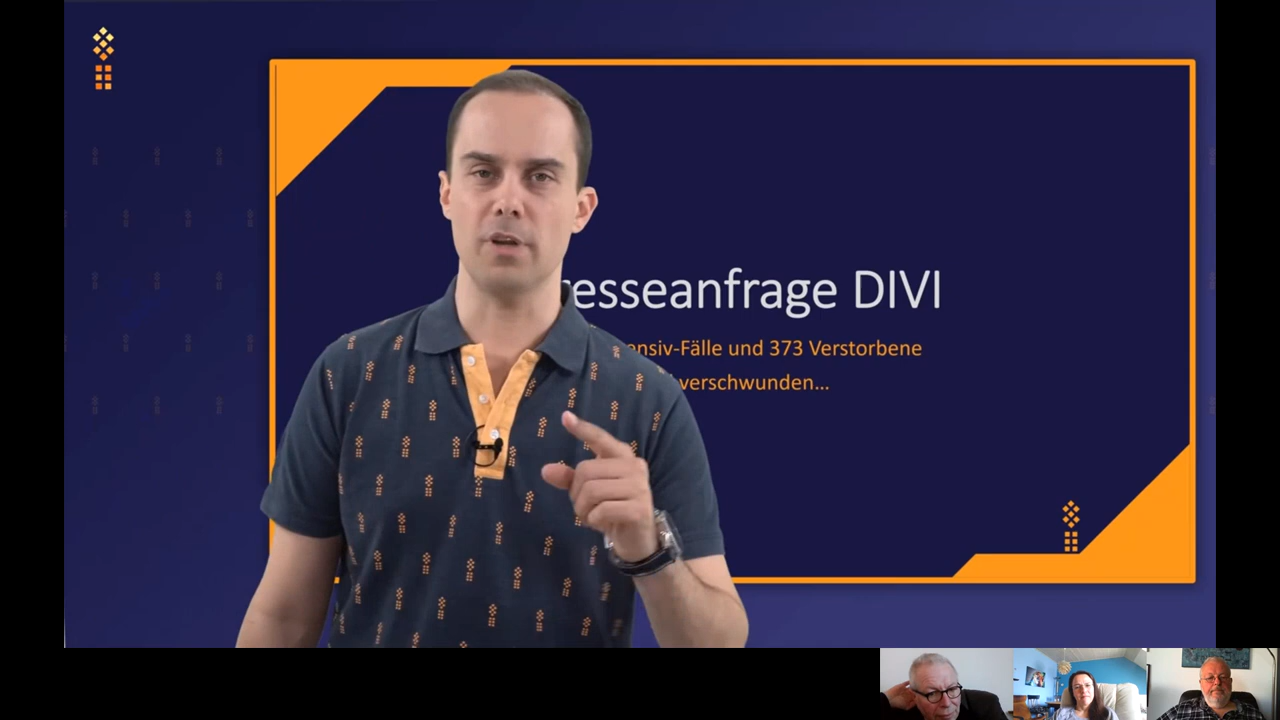 resseanfrage DIVI
ensiv-Fälle und 373 Verstorbene
verschwunden...